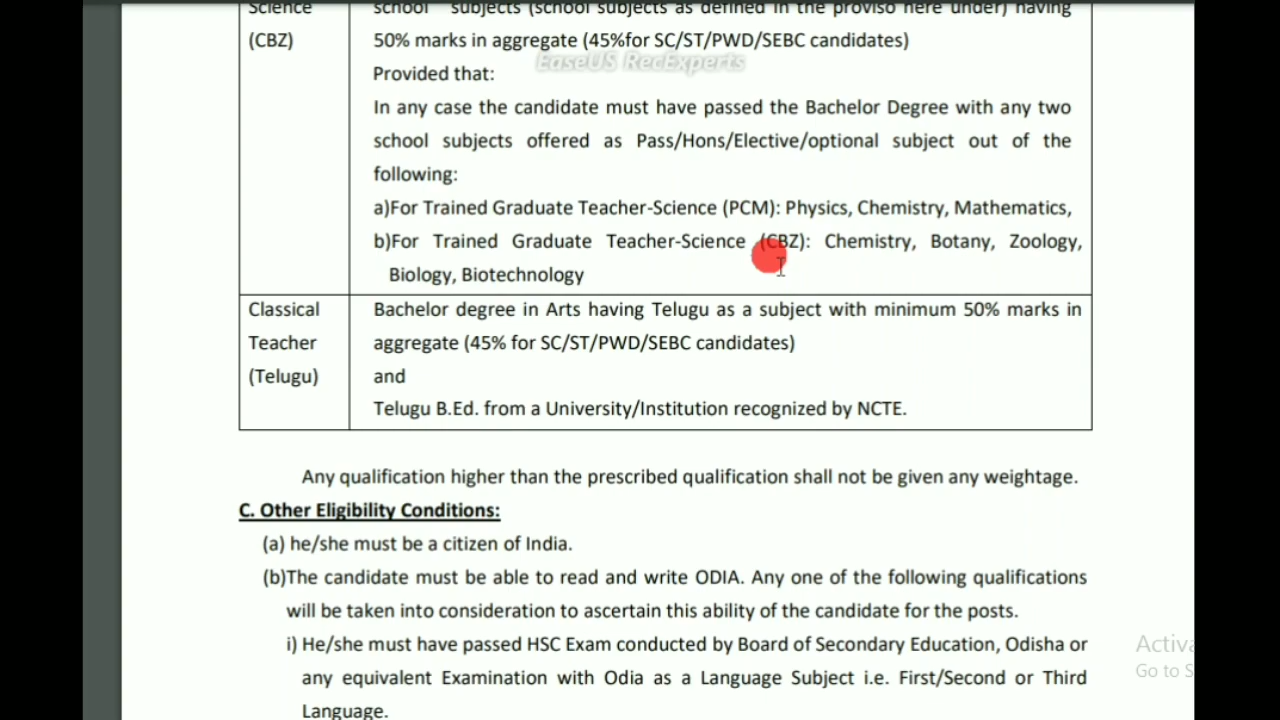 Science
(CBZ)
school subjects (school subjects as defined in the proviso here under) having
50% marks in aggregate (45%for SC/ST/PWD/SEBC candidates)
EaseUS RecExperts
Provided that:
In any case the candidate must have passed the Bachelor Degree with any two
school subjects offered as Pass/Hons/Elective/optional subject out of the
following:
a)For Trained Graduate Teacher-Science (PCM): Physics, Chemistry, Mathematics,
b)For Trained Graduate Teacher-Science (CBZ): Chemistry, Botany, Zoology,
Biology, Biotechnology
Classical
Teacher
(Telugu)
Bachelor degree in Arts having Telugu as a subject with minimum 50% marks in
aggregate (45% for SC/ST/PWD/SEBC candidates)
and
Telugu B.Ed. from a University/Institution recognized by NCTE.
Any qualification higher than the prescribed qualification shall not be given any weightage.
C. Other Eligibility Conditions:
(a) he/she must be a citizen of India.
(b)The candidate must be able to read and write ODIA. Any one of the following qualifications
will be taken into consideration to ascertain this ability of the candidate for the posts.
i) He/she must have passed HSC Exam conducted by Board of Secondary Education, Odisha or
any equivalent Examination with Odia as a Language Subject i.e. First/Second or Third
Language.
Activa
Go to S